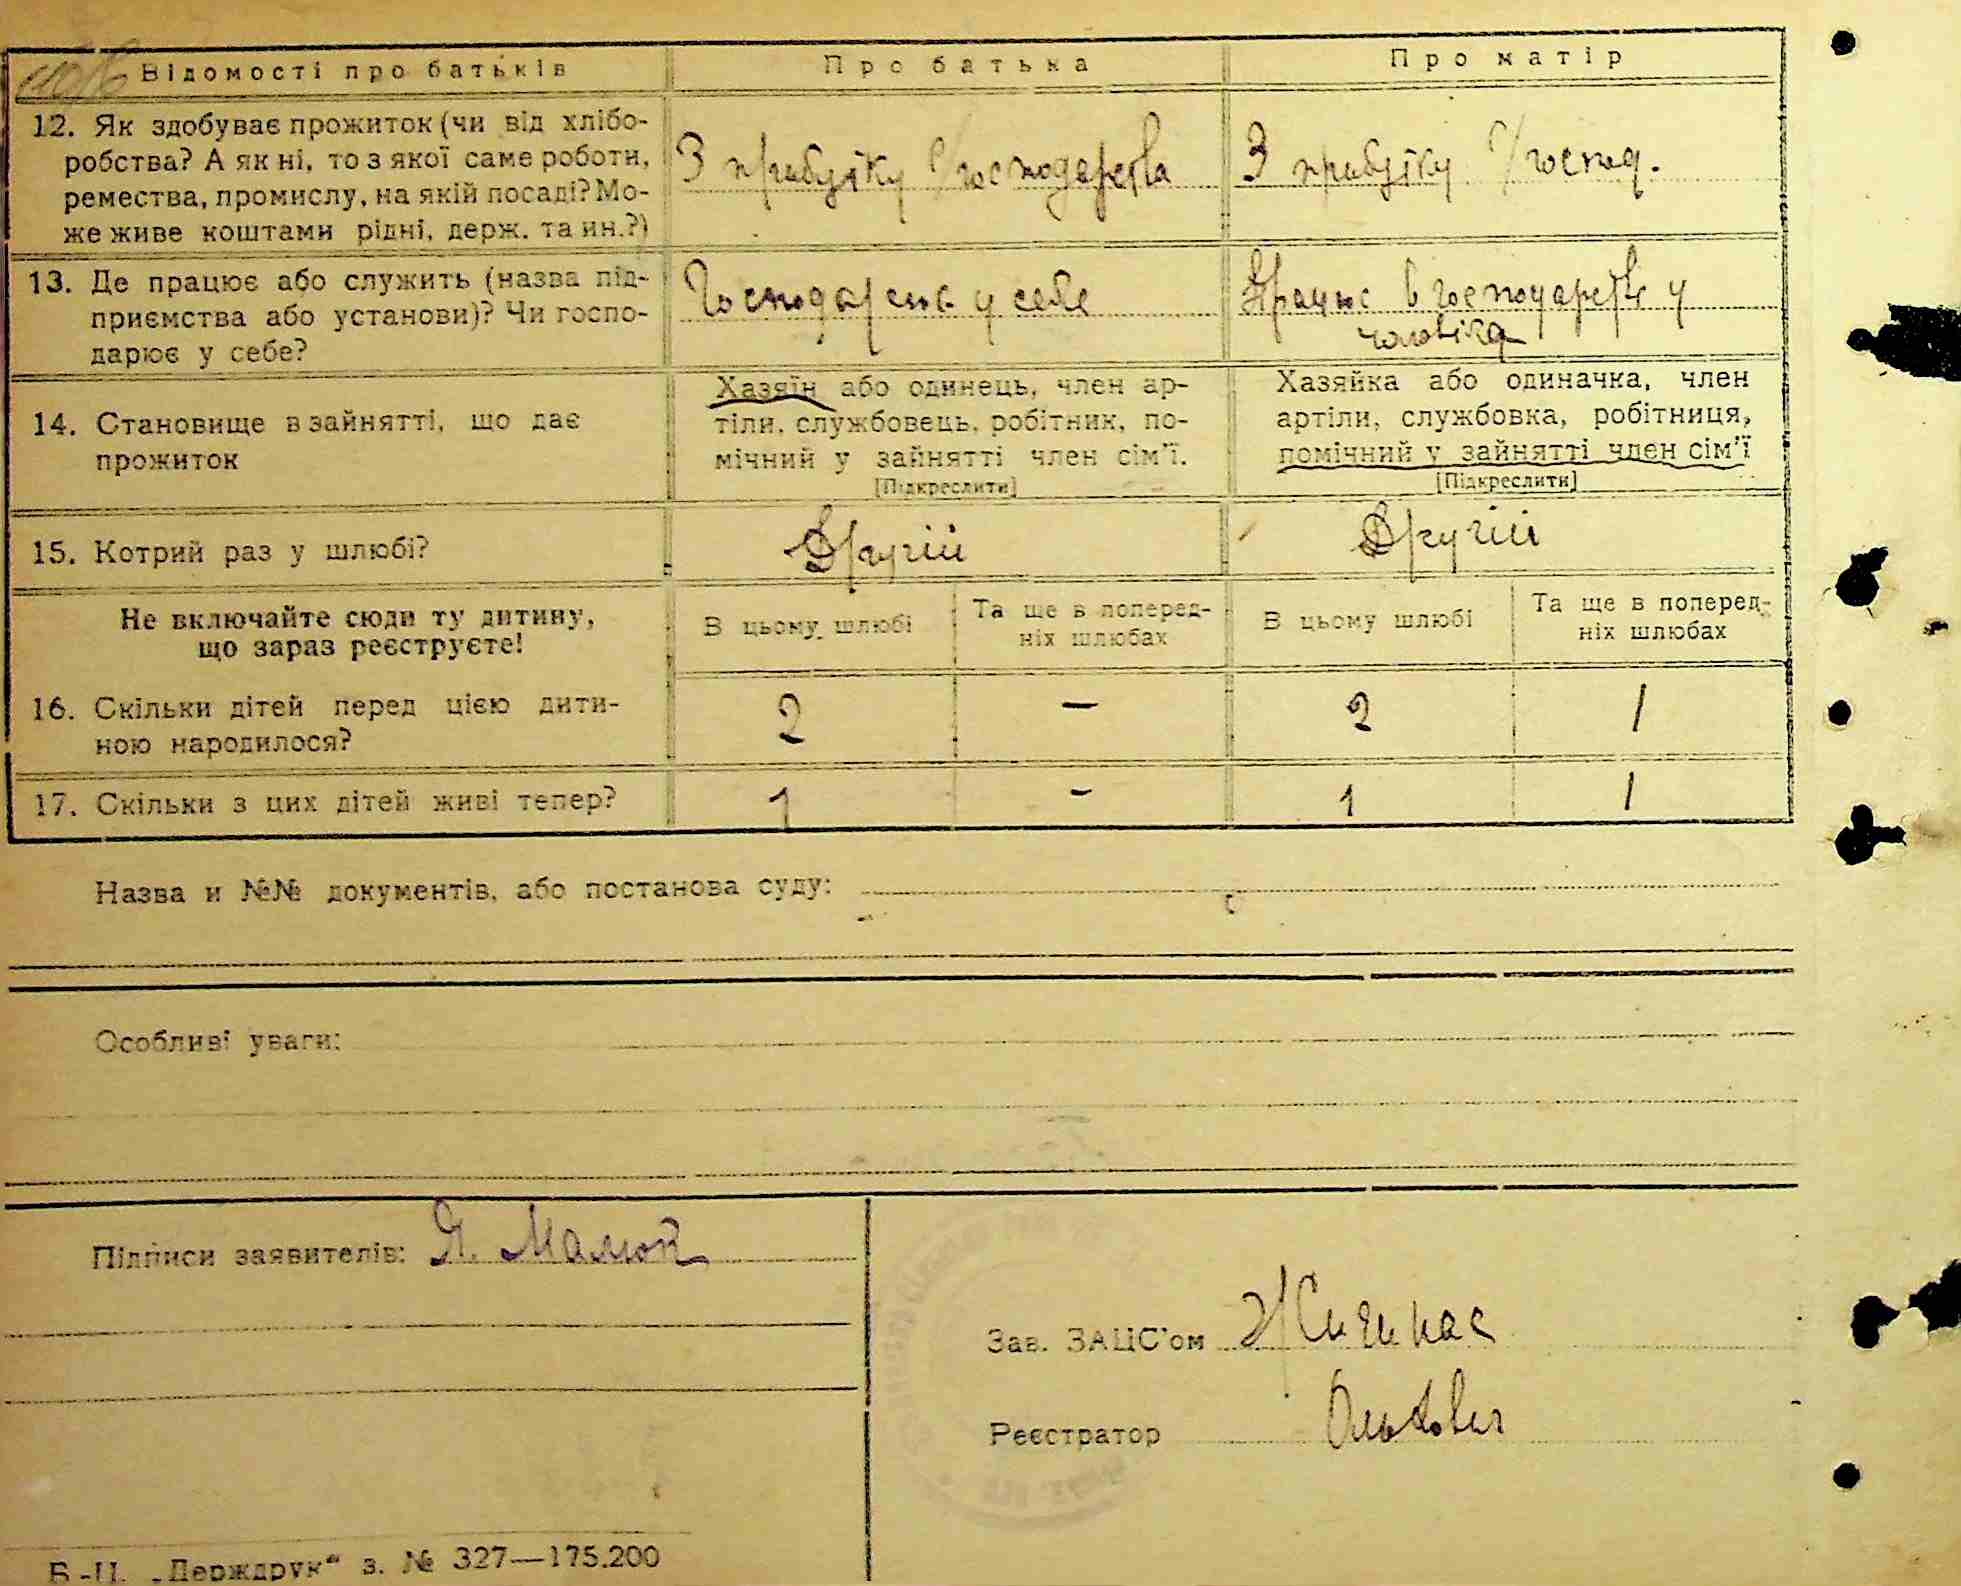 Відомості про батьків
Про батька
Про матір
12. Як здобуває прожиток (чи від хлібо-
робства? А як ні, то з якої саме роботи,
ремества, промислу, на якій посаді? Мо-
же живе коштами рідні, держ. та ин.?)
З прибутку с/господарства
З прибутку с/господ.
13. Де працює або служить (назва під-
приємства або установи)? Чи госпо-
дарює у себе?
Господарює у себе
Працює в господарстві у
чоловіка
14. Становище в зайнятті, що дає
прожиток
Хазяїн або одинець, член ар-
тіли, службовець, робітник, по-
мічний у зайнятті член сім'ї.
[Підкреслити]
Хазяйка або одиначка, член
артіли, службовка, робітниця,
помічний у зайнятті член сім'ї
[Підкреслити]
15. Котрий раз у шлюбі?
Другий
Другий
Не включайте сюди ту дитину,
що зараз реєструєте!
В цьому шлюбі
Та ще в поперед-
ніх шлюбах
В цьому шлюбі
Та ще в поперед-
ніх шлюбах
16. Скільки дітей перед цією дити-
ною народилося?
2
—
2
1
17. Скільки з цих дітей живі тепер?
1
-
1
1
Назва и №№ документів, або постанова суду:
Особливі уваги:
Підписи заявителів: Я. Малюк
Зав. ЗАЦС'ом
Реєстратор
Б-Ц. „Держдрук" з. № 327—175.200